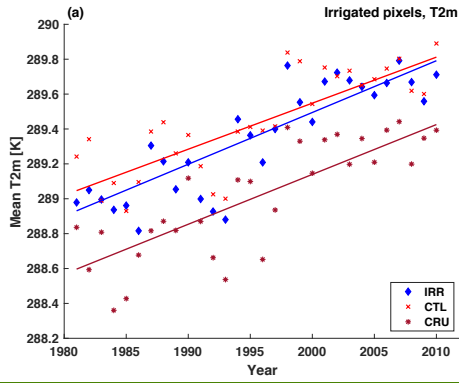 (a)
Irrigated pixels, T2m
290
289.8
289.6
289.4
289.2
289
288.8
288.6
288.4
288.2
Mean T2m [K]
1980
1985
1990
1995
2000
2005
2010
Year
IRR
CTL
CRU